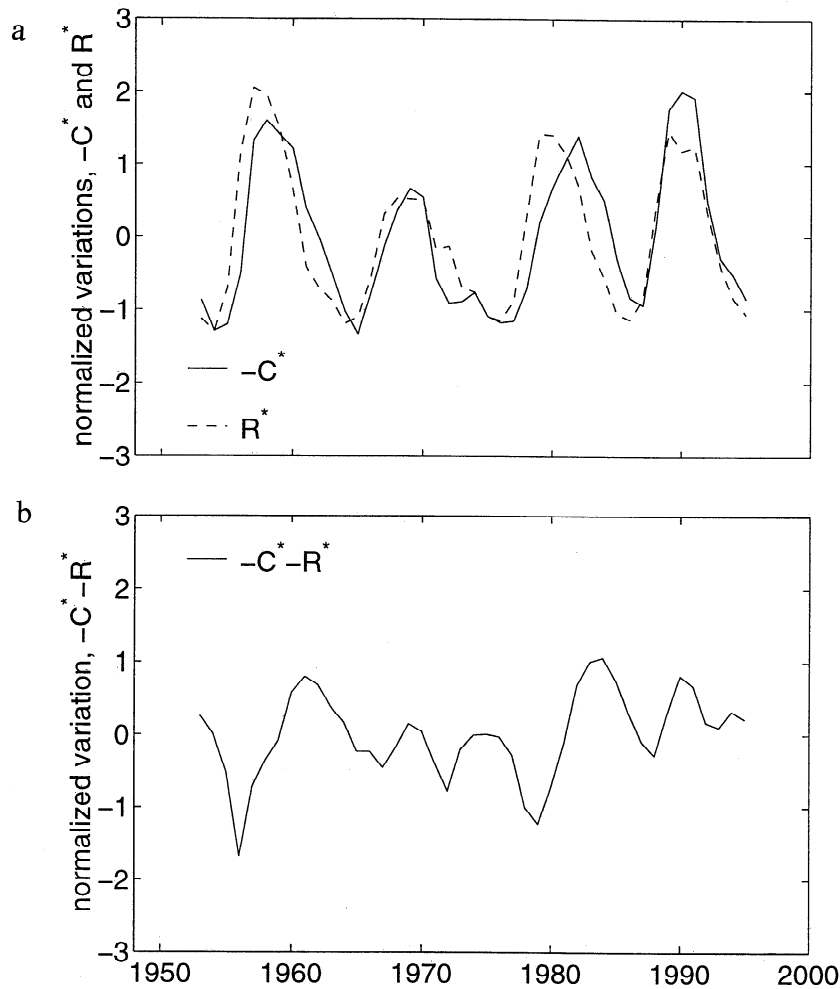 a
normalized variations, −C* and R*
3
2
1
0
−1
−2
−3
−C*
R*
b
normalized variation, −C*−R*
3
2
1
0
−1
−2
−3
−C*−R*
1950 1960 1970 1980 1990 2000